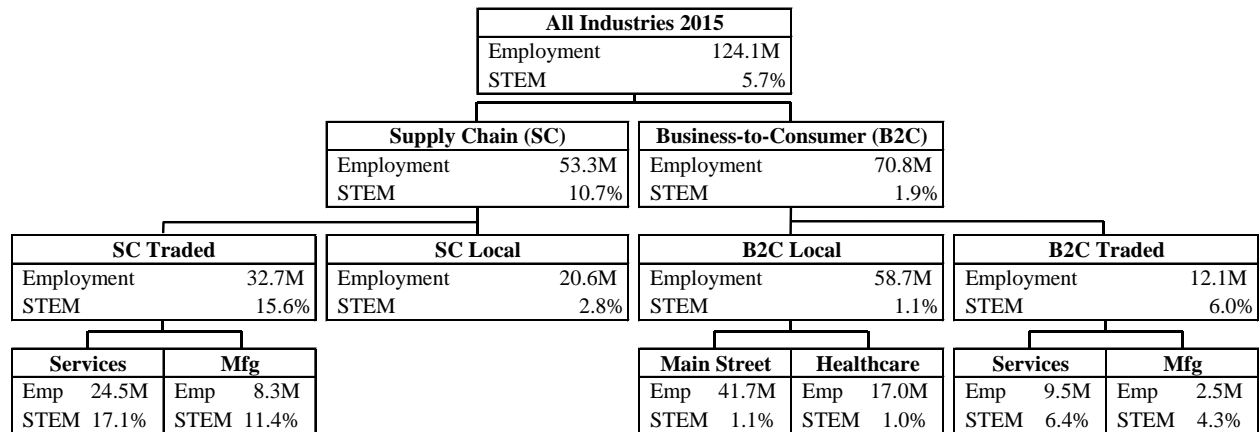 All Industries 2015
Employment 124.1M
STEM 5.7%
Supply Chain (SC)
Employment 53.3M
STEM 10.7%
Business-to-Consumer (B2C)
Employment 70.8M
STEM 1.9%
SC Traded
Employment 32.7M
STEM 15.6%
SC Local
Employment 20.6M
STEM 2.8%
B2C Local
Employment 58.7M
STEM 1.1%
B2C Traded
Employment 12.1M
STEM 6.0%
Services
Emp 24.5M
STEM 17.1%
Mfg
Emp 8.3M
STEM 11.4%
Main Street
Emp 41.7M
STEM 1.1%
Healthcare
Emp 17.0M
STEM 1.0%
Services
Emp 9.5M
STEM 6.4%
Mfg
Emp 2.5M
STEM 4.3%